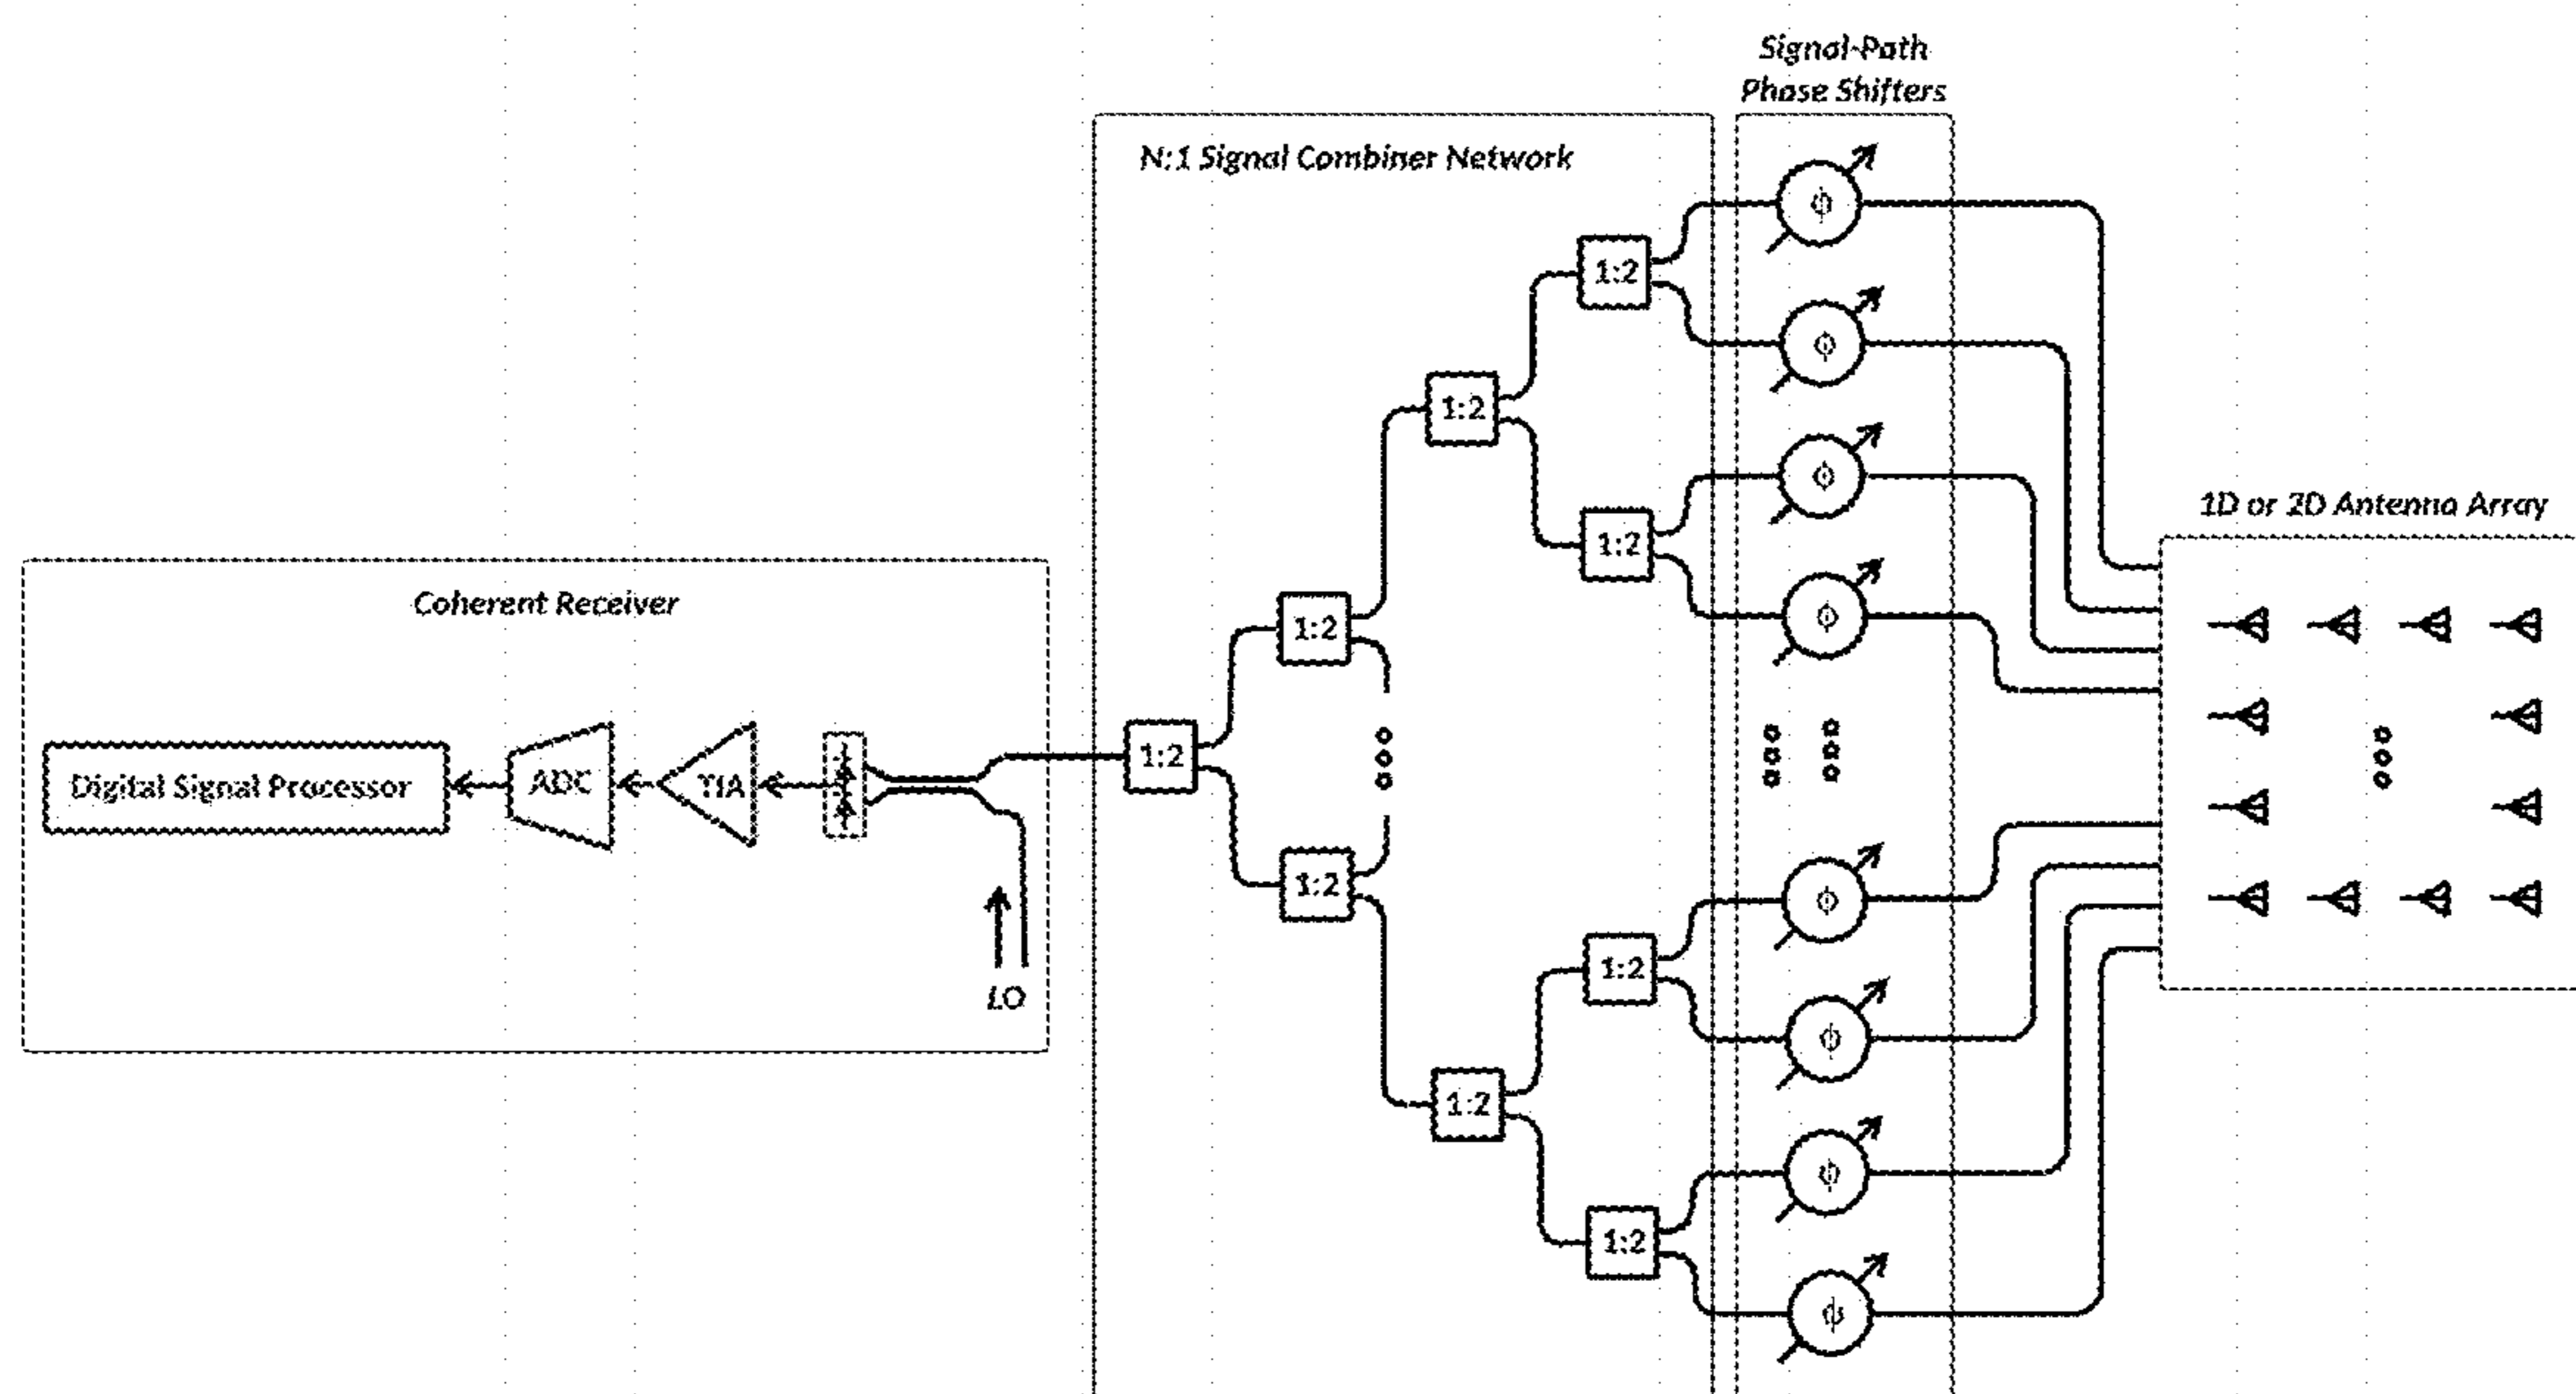 Signal-Path
Phase Shifters
N:1 Signal Combiner Network
ϕ
1:2
ϕ
1:2
ϕ
1D or 2D Antenna Array
1:2
ϕ
Coherent Receiver
1:2
1:2
Digital Signal Processor
ADC
TIA
1:2
ϕ
LO
1:2
ϕ
1:2
ϕ
1:2
ϕ